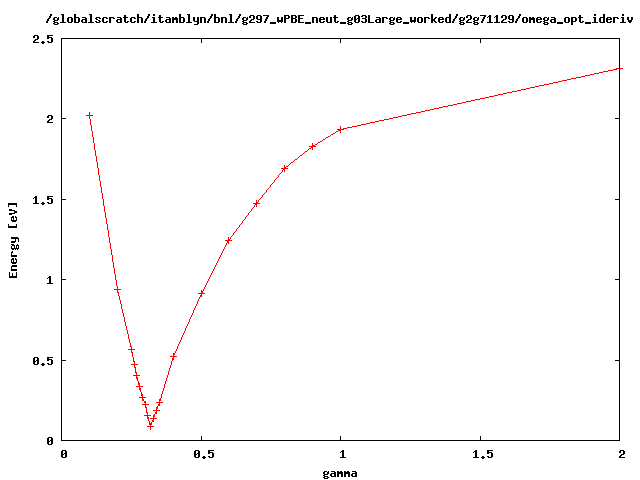 /globalscratch/itamblyn/bnl/g297_wPBE_neut_g03Large_worked/g2g71129/omega_opt_ideriv
2.5
2
1.5
1
0.5
0
Energy [eV]
0 0.5 1 1.5 2
gamma